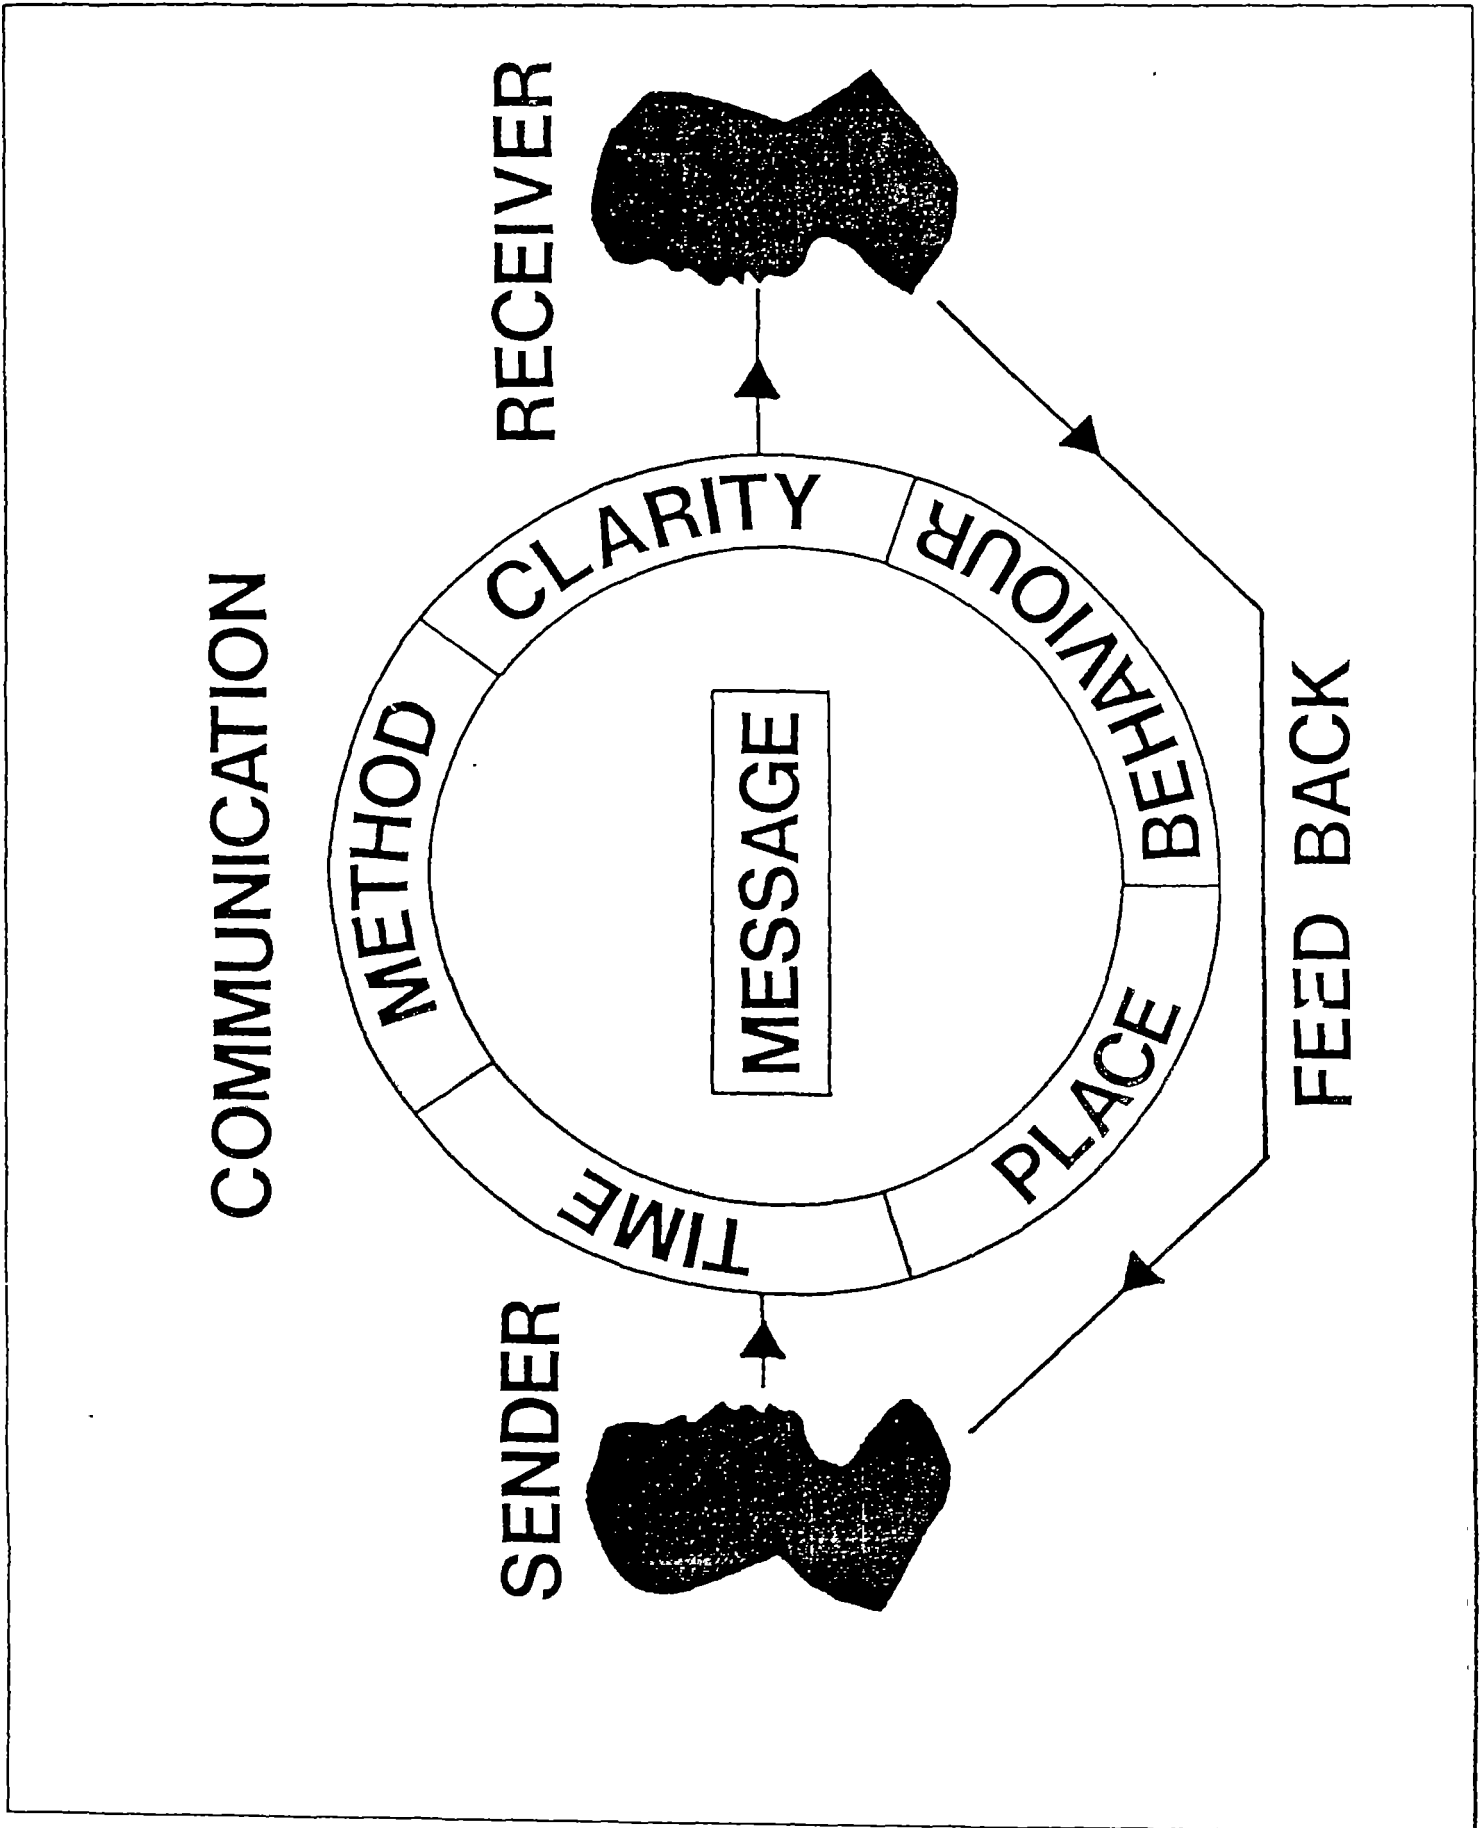 COMMUNICATION
SENDER
RECEIVER
METHOD
CLARITY
TIME
MESSAGE
PLACE
BEHAVIOUR
FEED BACK